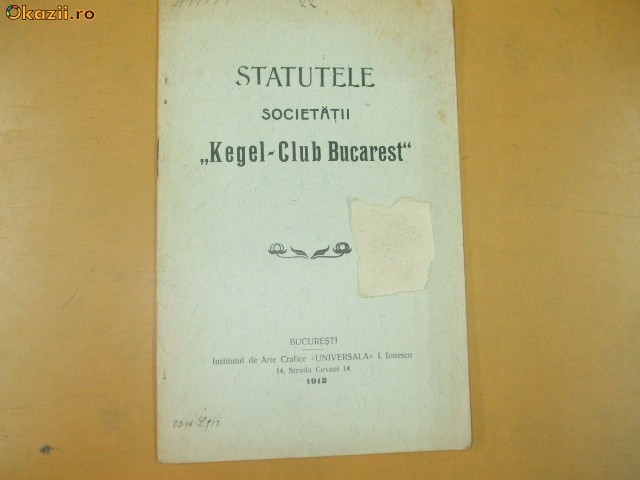 Okazii.ro
22
STATUTELE
SOCIETĂȚII
„Kegel-Club Bucarest"
BUCUREȘTI
Institutul de Arte Grafice «UNIVERSALA» I. Ionescu
14, Strada Covaci 14
1912